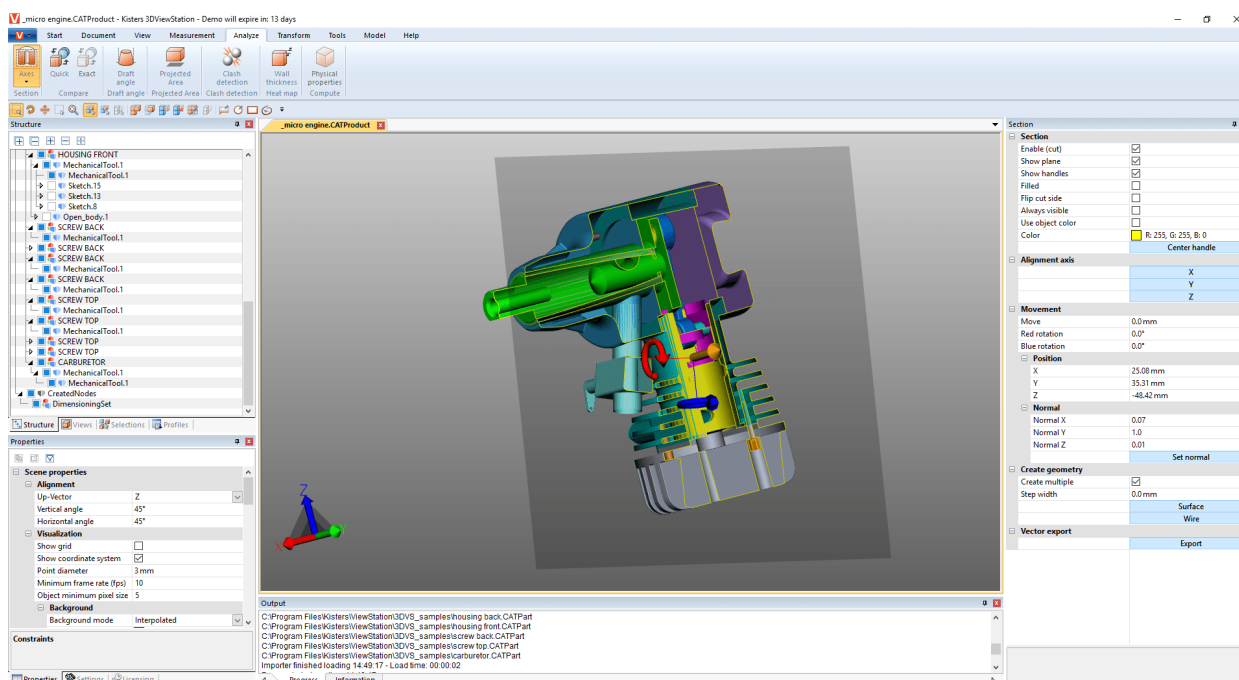 _micro engine.CATProduct - Kisters 3DViewStation - Demo will expire in: 13 days
Start Document View Measurement Analyze Transform Tools Model Help
Axes Quick Exact Draft angle Projected Area Clash detection Wall thickness Physical properties
Section Compare Draft angle Projected Area Clash detection Heat map Compute
Structure
_micro engine.CATProduct
Section
HOUSING FRONT
MechanicalTool.1
MechanicalTool.1
Sketch.15
Sketch.13
Sketch.8
Open_body.1
SCREW BACK
MechanicalTool.1
SCREW BACK
SCREW BACK
MechanicalTool.1
SCREW BACK
MechanicalTool.1
SCREW TOP
MechanicalTool.1
SCREW TOP
MechanicalTool.1
SCREW TOP
SCREW TOP
CARBURETOR
MechanicalTool.1
MechanicalTool.1
CreatedNodes
DimensioningSet
Structure Views Selections Profiles
Properties
Scene properties
Alignment
Up-Vector Z
Vertical angle 45°
Horizontal angle 45°
Visualization
Show grid
Show coordinate system
Point diameter 3 mm
Minimum frame rate (fps) 10
Object minimum pixel size 5
Background
Background mode Interpolated
Constraints
Properties Settings Licensing
Z
X
Output
C:\Program Files\Kisters\ViewStation\3DVS_samples\housing back.CATPart
C:\Program Files\Kisters\ViewStation\3DVS_samples\housing front.CATPart
C:\Program Files\Kisters\ViewStation\3DVS_samples\screw back.CATPart
C:\Program Files\Kisters\ViewStation\3DVS_samples\screw top.CATPart
C:\Program Files\Kisters\ViewStation\3DVS_samples\carburetor.CATPart
Importer finished loading 14:49:17 - Load time: 00:00:02
Progress Information
Section
Enable (cut)
Show plane
Show handles
Filled
Flip cut side
Always visible
Use object color
Color R: 255, G: 255, B: 0
Center handle
Alignment axis
X
Y
Z
Movement
Move 0.0 mm
Red rotation 0.0°
Blue rotation 0.0°
Position
X 25.08 mm
Y 35.31 mm
Z -48.42 mm
Normal
Normal X 0.07
Normal Y 1.0
Normal Z 0.01
Set normal
Create geometry
Create multiple
Step width 0.0 mm
Surface
Wire
Vector export
Export